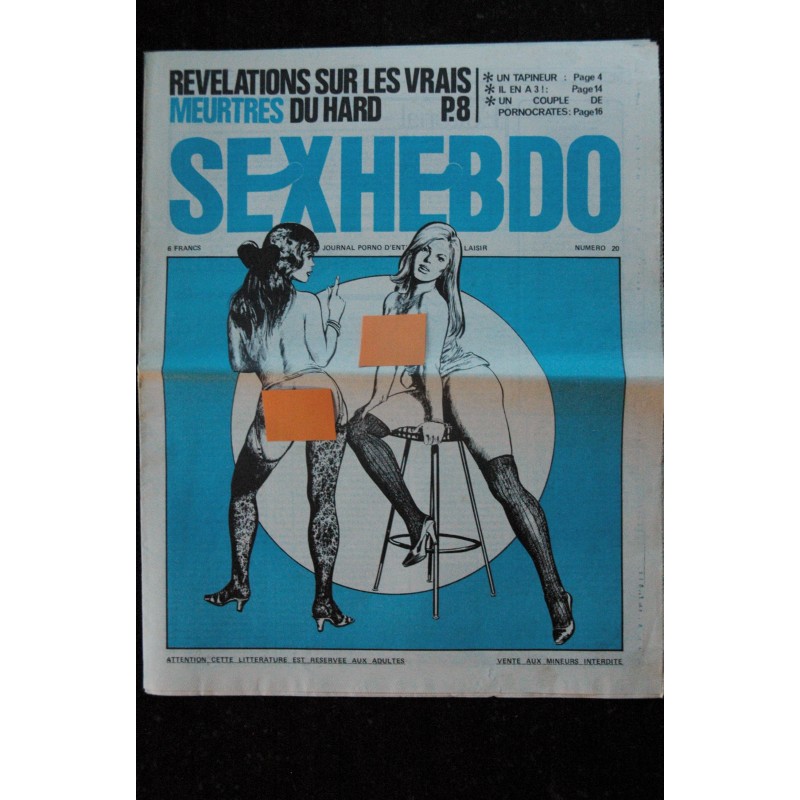 REVELATIONS SUR LES VRAIS
MEURTRES DU HARD P.8
* UN TAPINEUR : Page 4
* IL EN A 3 ! : Page 14
* UN COUPLE DE
PORNOCRATES : Page 16
SEXHEBDO
6 FRANCS JOURNAL PORNO D'ENT LAISIR NUMERO 20
ATTENTION CETTE LITTERATURE EST RESERVEE AUX ADULTES VENTE AUX MINEURS INTERDITE